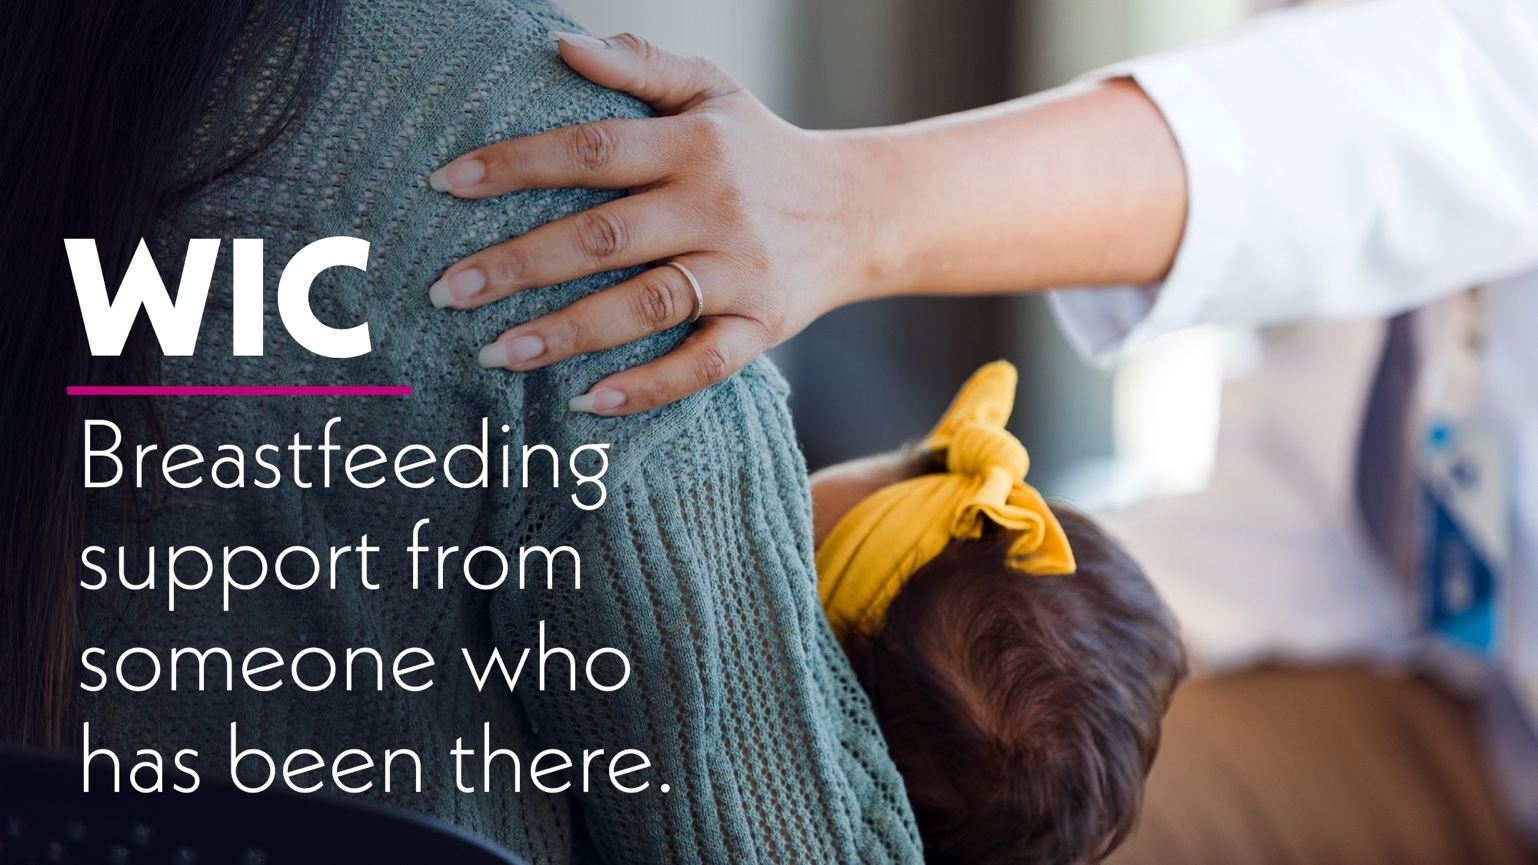 WIC
Breastfeeding
support from
someone who
has been there.